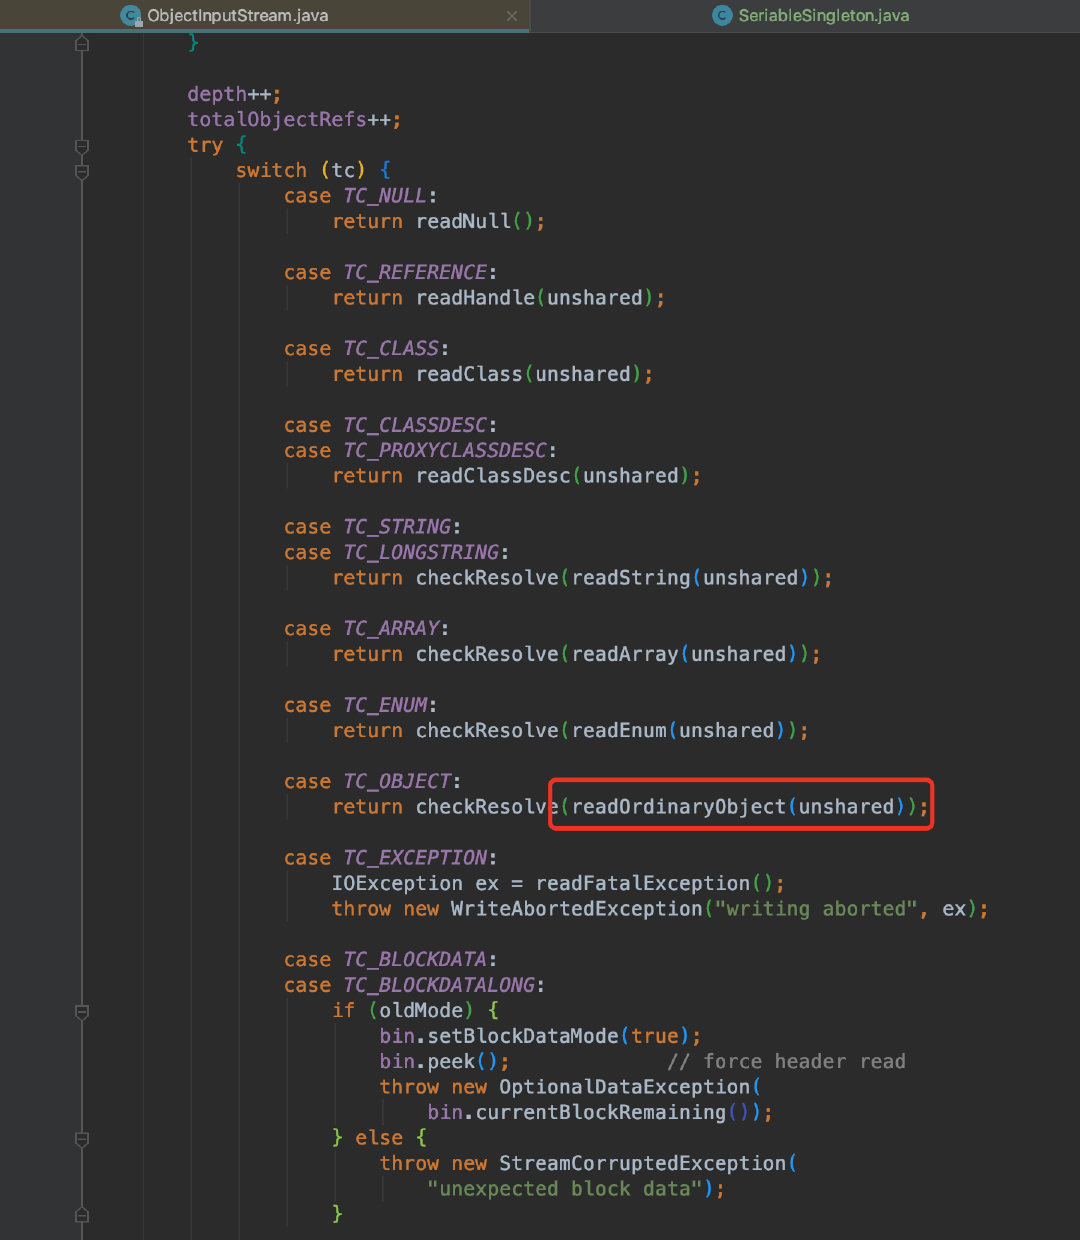 ObjectInputStream.java
SeriableSingleton.java
}
depth++;
totalObjectRefs++;
try {
switch (tc) {
case TC_NULL:
return readNull();
case TC_REFERENCE:
return readHandle(unshared);
case TC_CLASS:
return readClass(unshared);
case TC_CLASSDESC:
case TC_PROXYCLASSDESC:
return readClassDesc(unshared);
case TC_STRING:
case TC_LONGSTRING:
return checkResolve(readString(unshared));
case TC_ARRAY:
return checkResolve(readArray(unshared));
case TC_ENUM:
return checkResolve(readEnum(unshared));
case TC_OBJECT:
return checkResolve(readOrdinaryObject(unshared));
case TC_EXCEPTION:
IOException ex = readFatalException();
throw new WriteAbortedException("writing aborted", ex);
case TC_BLOCKDATA:
case TC_BLOCKDATALONG:
if (oldMode) {
bin.setBlockDataMode(true);
bin.peek();             // force header read
throw new OptionalDataException(
bin.currentBlockRemaining());
} else {
throw new StreamCorruptedException(
"unexpected block data");
}